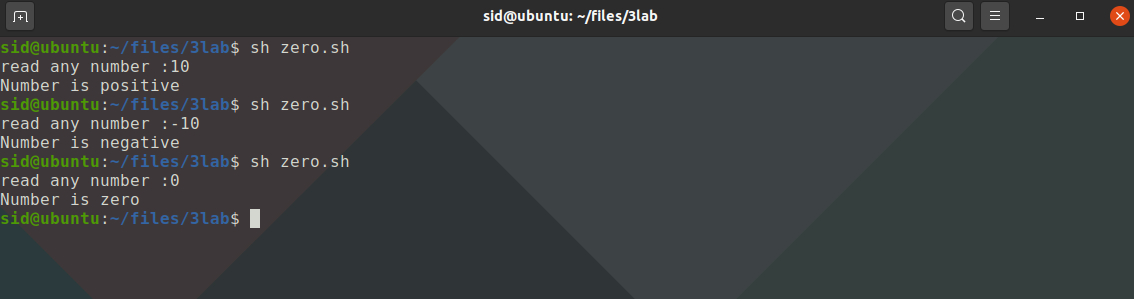 sid@ubuntu: ~/files/3lab
sid@ubuntu:~/files/3lab$ sh zero.sh
read any number :10
Number is positive
sid@ubuntu:~/files/3lab$ sh zero.sh
read any number :-10
Number is negative
sid@ubuntu:~/files/3lab$ sh zero.sh
read any number :0
Number is zero
sid@ubuntu:~/files/3lab$